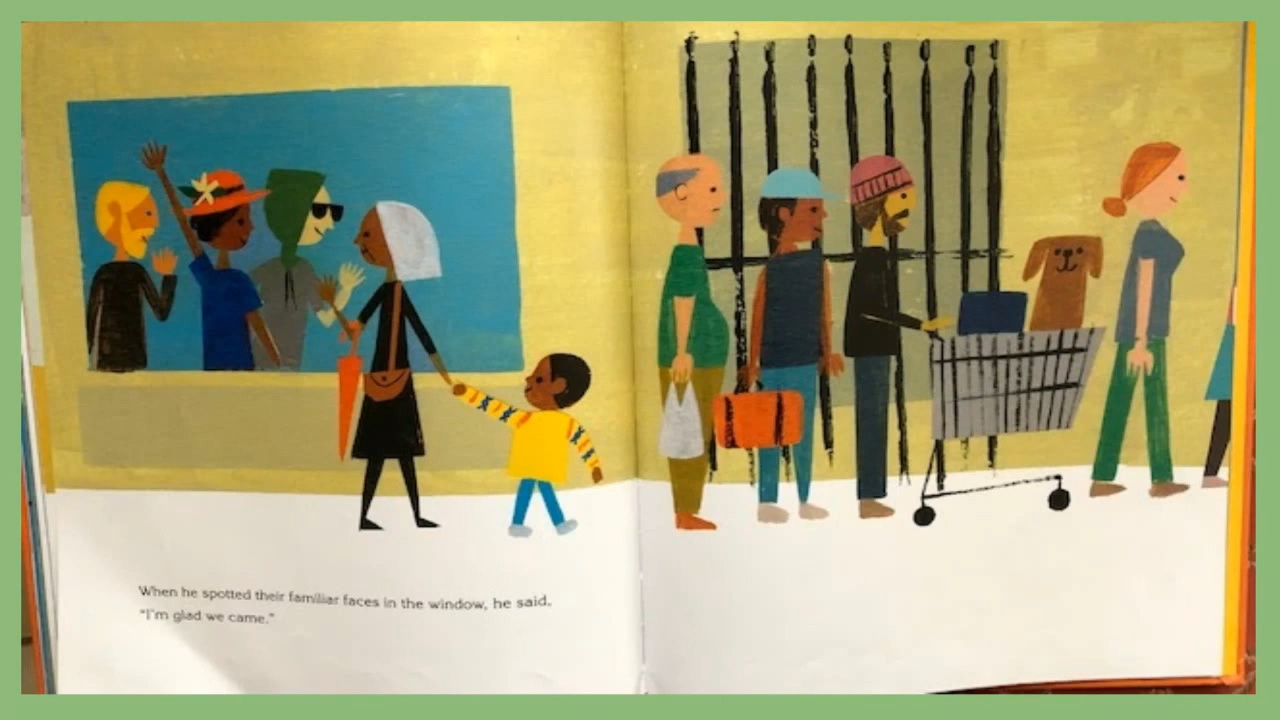 When he spotted their familiar faces in the window, he said,
"I'm glad we came."